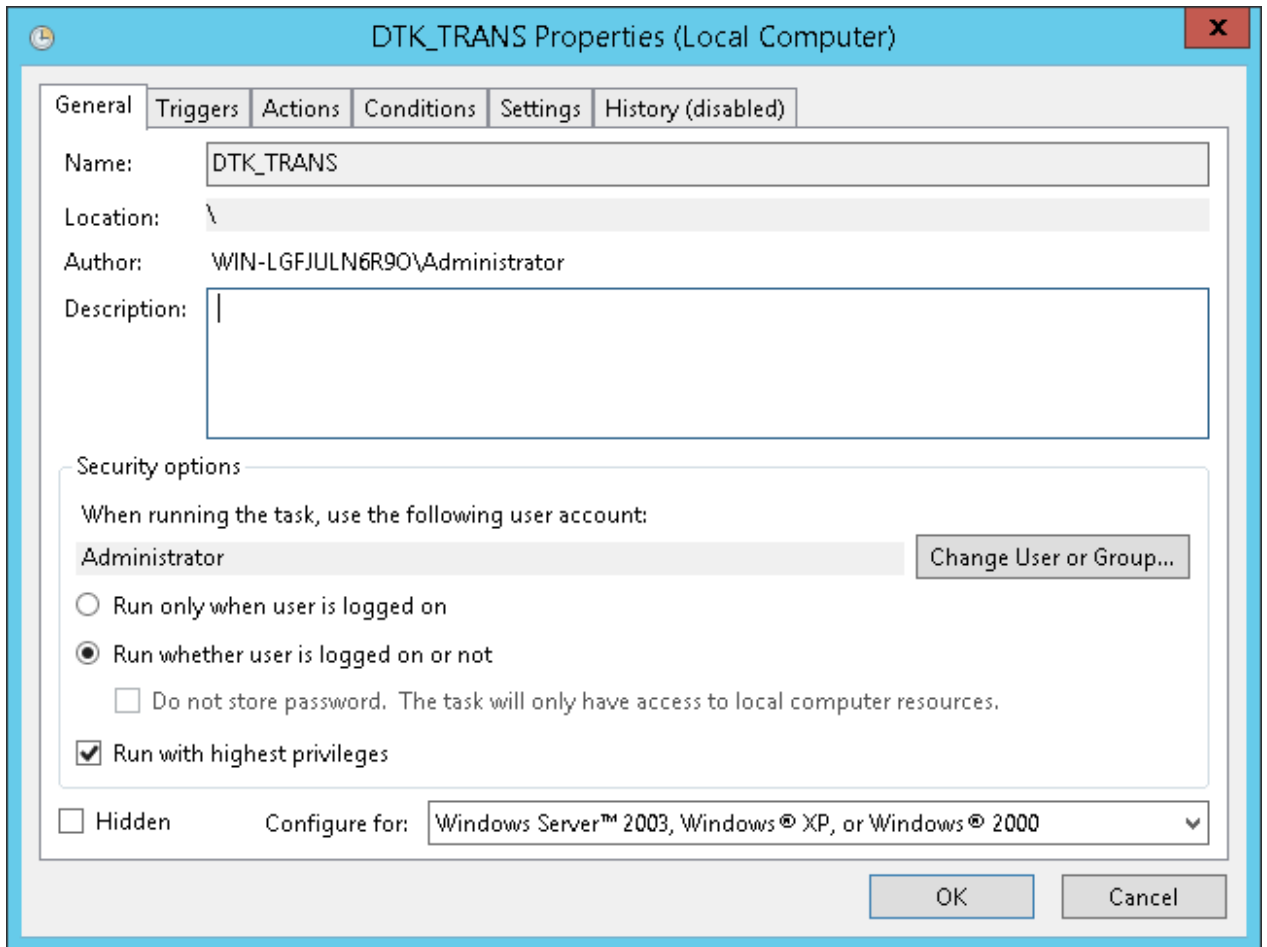 DTK_TRANS Properties (Local Computer)
x
General Triggers Actions Conditions Settings History (disabled)
Name: DTK_TRANS
Location: \
Author: WIN-LGFJULN6R9O\Administrator
Description:
Security options
When running the task, use the following user account:
Administrator Change User or Group...
Run only when user is logged on
Run whether user is logged on or not
Do not store password. The task will only have access to local computer resources.
Run with highest privileges
Hidden Configure for: Windows Server™ 2003, Windows® XP, or Windows® 2000
OK Cancel